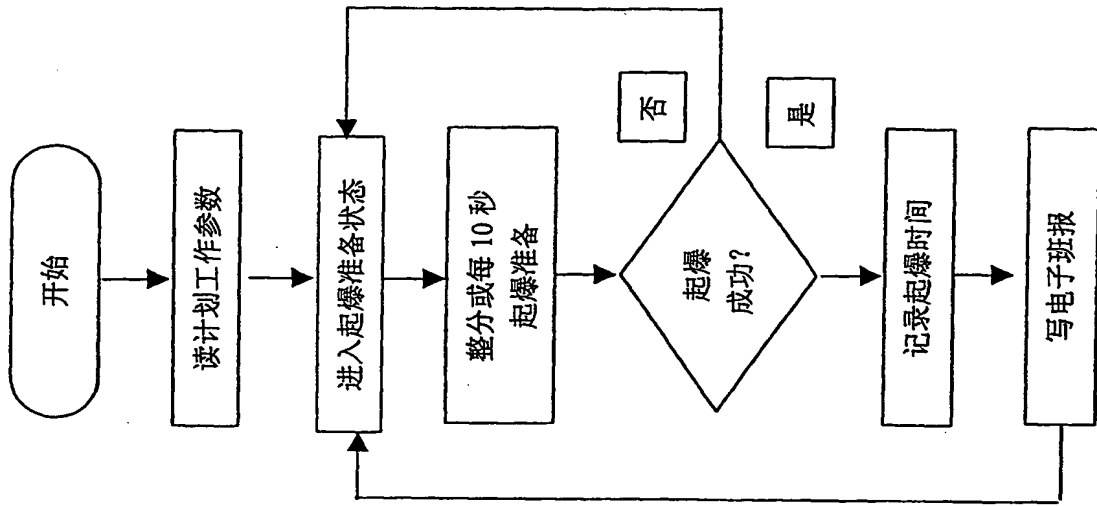 开始
读计划工作参数
进入起爆准备状态
整分或每 10 秒
起爆准备
起爆
成功?
否
是
记录起爆时间
写电子班报